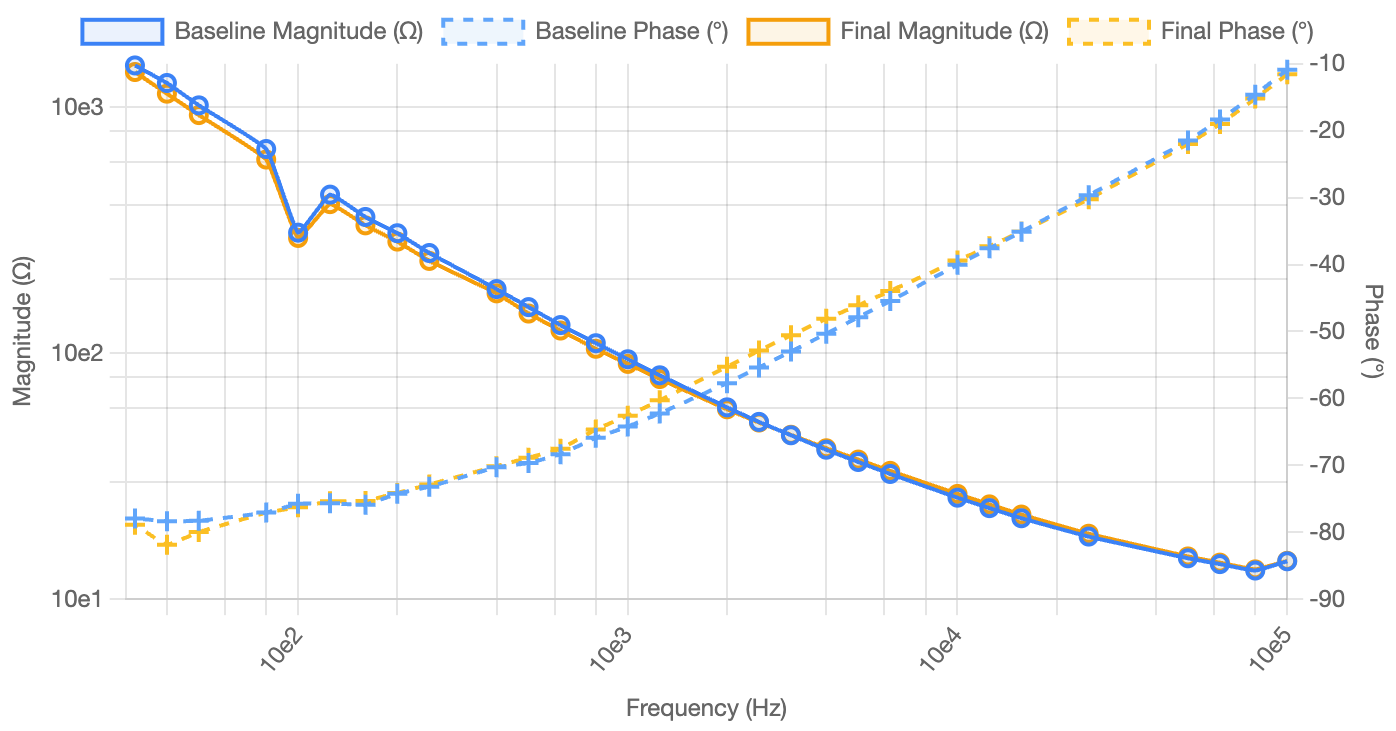 Baseline Magnitude (Ω) Baseline Phase (°) Final Magnitude (Ω) Final Phase (°)
10e3
10e2
10e1
Magnitude (Ω)
-10
-20
-30
-40
-50
-60
-70
-80
-90
Phase (°)
10e2 10e3 10e4 10e5
Frequency (Hz)